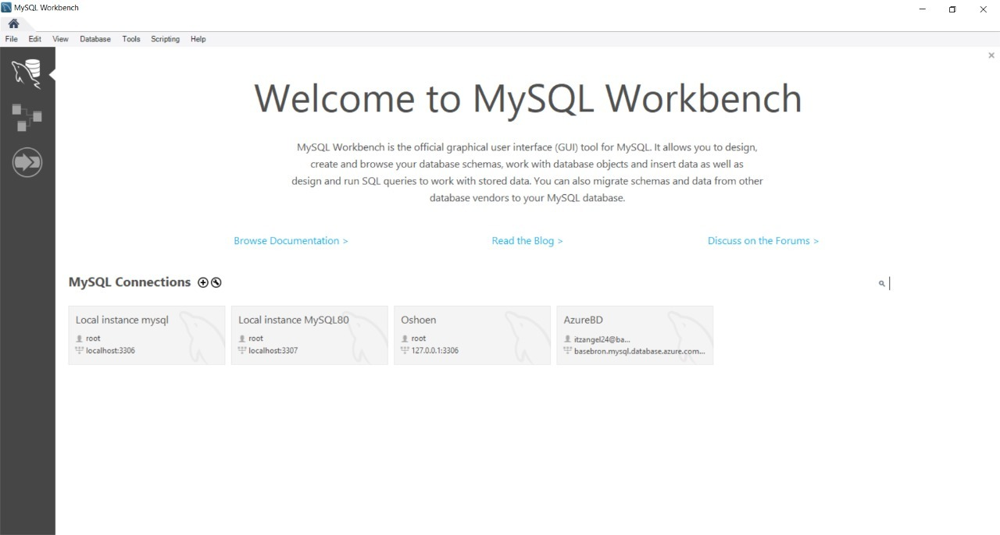 MySQL Workbench
File Edit View Database Tools Scripting Help
Welcome to MySQL Workbench
MySQL Workbench is the official graphical user interface (GUI) tool for MySQL. It allows you to design,
create and browse your database schemas, work with database objects and insert data as well as
design and run SQL queries to work with stored data. You can also migrate schemas and data from other
database vendors to your MySQL database.
Browse Documentation > Read the Blog > Discuss on the Forums >
MySQL Connections
Local instance mysql
root
localhost:3306
Local instance MySQL80
root
localhost:3307
Oshoen
root
127.0.0.1:3306
AzureBD
itzangel24@ba...
basebron.mysql.database.azure.com...